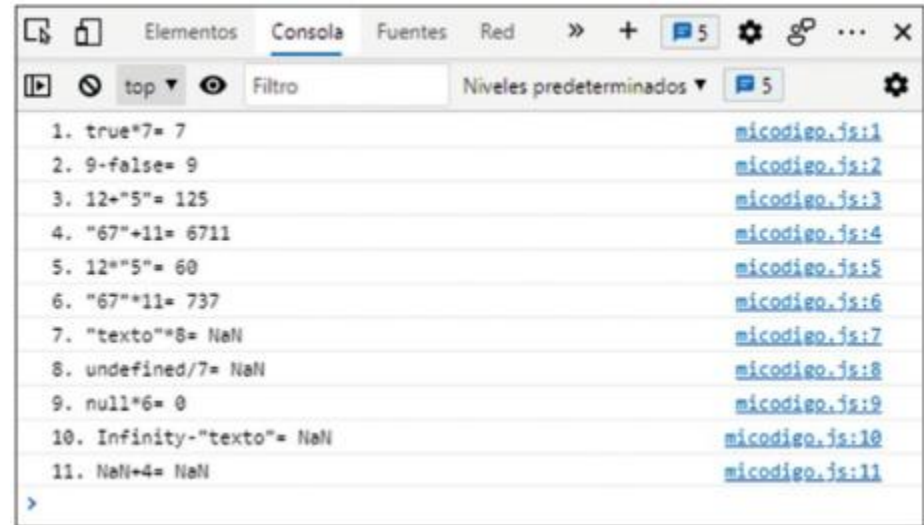 Elementos Consola Fuentes Red » + 5 ... ×
top ▼ Filtro Niveles predeterminados ▼ 5
1. true*7= 7 micodigo.js:1
2. 9-false= 9 micodigo.js:2
3. 12+"5"= 125 micodigo.js:3
4. "67"+11= 6711 micodigo.js:4
5. 12*"5"= 60 micodigo.js:5
6. "67"*11= 737 micodigo.js:6
7. "texto"*8= NaN micodigo.js:7
8. undefined/7= NaN micodigo.js:8
9. null*6= 0 micodigo.js:9
10. Infinity-"texto"= NaN micodigo.js:10
11. NaN+4= NaN micodigo.js:11
>